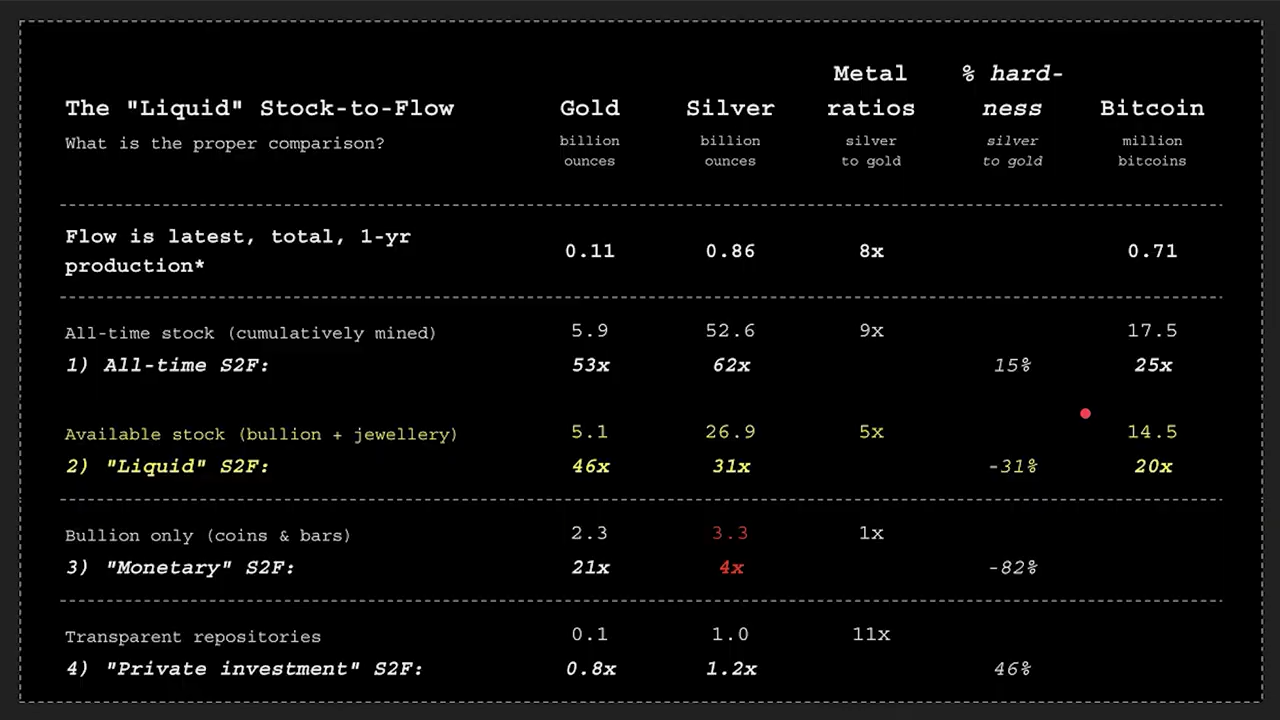 Metal % hard-
The "Liquid" Stock-to-Flow Gold Silver ratios ness Bitcoin
What is the proper comparison? billion billion silver silver million
ounces ounces to gold to gold bitcoins
Flow is latest, total, 1-yr
production* 0.11 0.86 8x 0.71
All-time stock (cumulatively mined) 5.9 52.6 9x 17.5
1) All-time S2F: 53x 62x 15% 25x
Available stock (bullion + jewellery) 5.1 26.9 5x 14.5
2) "Liquid" S2F: 46x 31x -31% 20x
Bullion only (coins & bars) 2.3 3.3 1x
3) "Monetary" S2F: 21x 4x -82%
Transparent repositories 0.1 1.0 11x
4) "Private investment" S2F: 0.8x 1.2x 46%